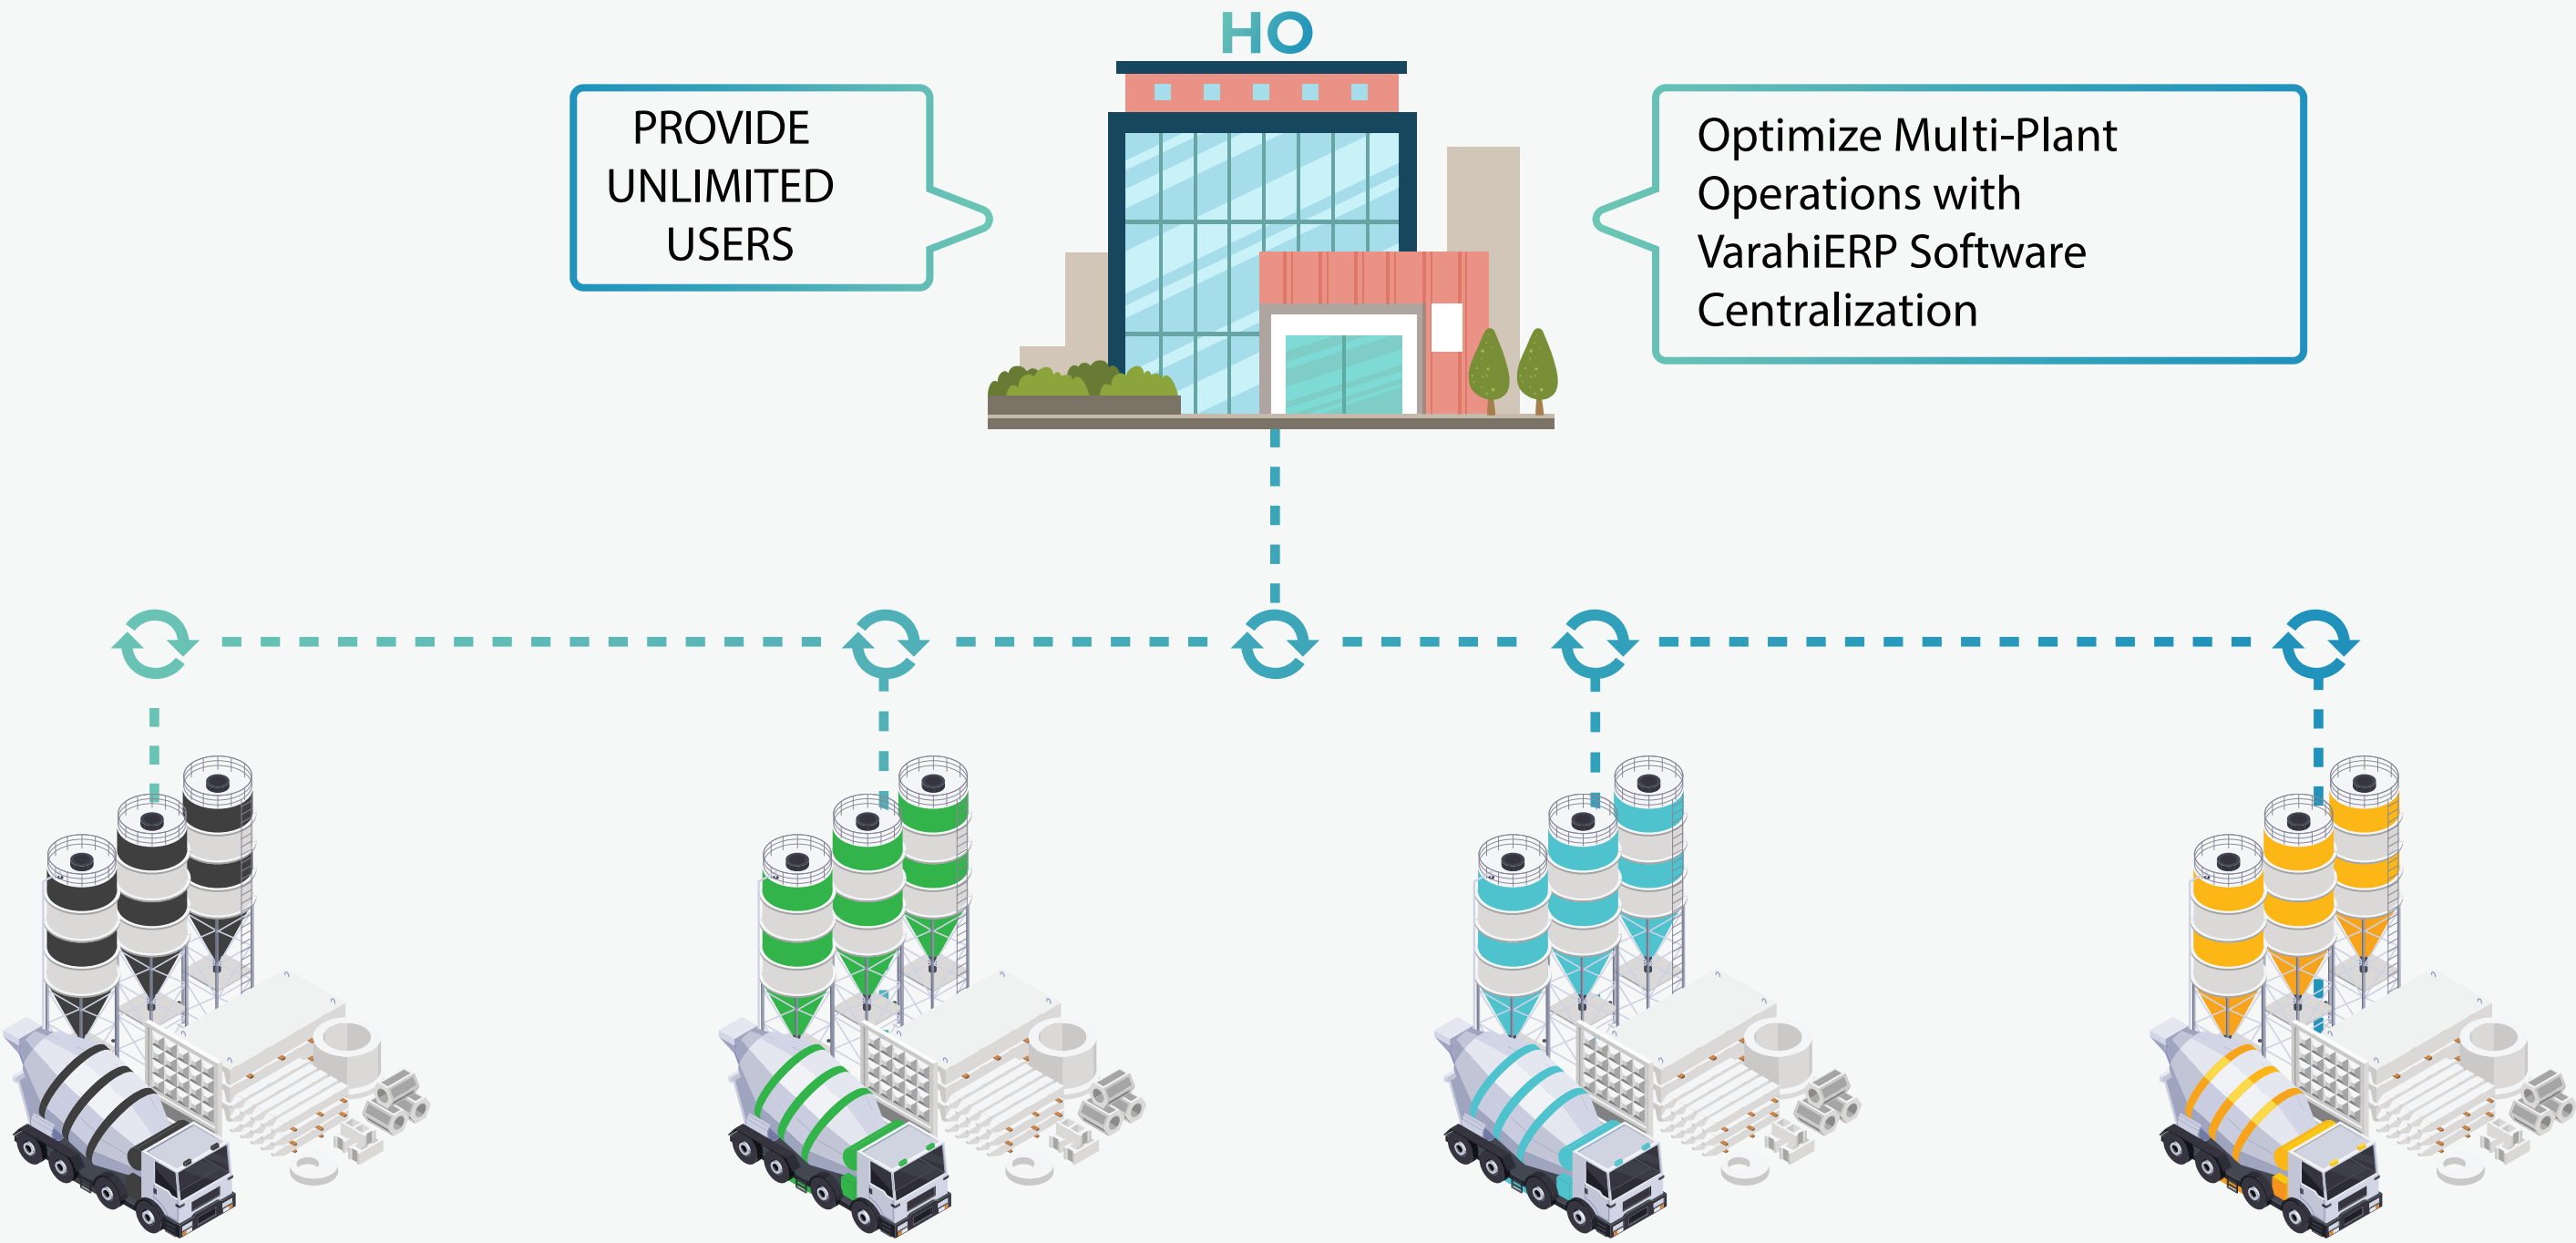 HO
PROVIDE
UNLIMITED
USERS
Optimize Multi-Plant
Operations with
VarahiERP Software
Centralization